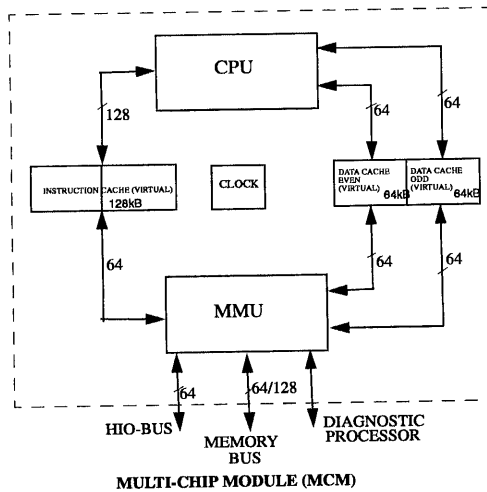 CPU
128
64
64
INSTRUCTION CACHE (VIRTUAL)
128kB
CLOCK
DATA CACHE
EVEN
(VIRTUAL)
64kB
DATA CACHE
ODD
(VIRTUAL)
64kB
64
64
64
MMU
64
64/128
HIO-BUS
MEMORY
BUS
DIAGNOSTIC
PROCESSOR
MULTI-CHIP MODULE (MCM)